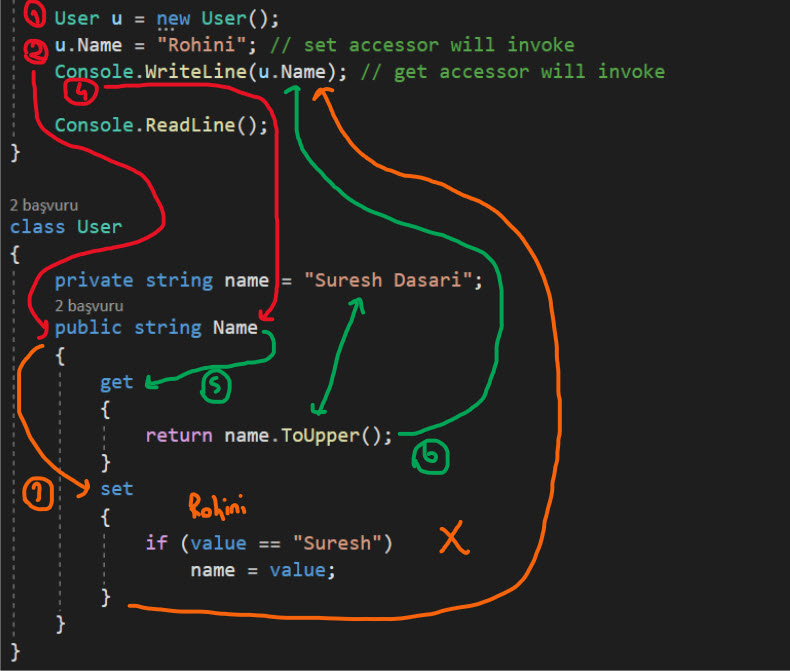 1 User u = new User();
2 u.Name = "Rohini"; // set accessor will invoke
Console.WriteLine(u.Name); // get accessor will invoke
4
Console.ReadLine();
}
2 başvuru
class User
{
private string name = "Suresh Dasari";
2 başvuru
public string Name
{
get
5
{
return name.ToUpper();
6
}
set
{
Rohini
if (value == "Suresh")
X
name = value;
}
}
}